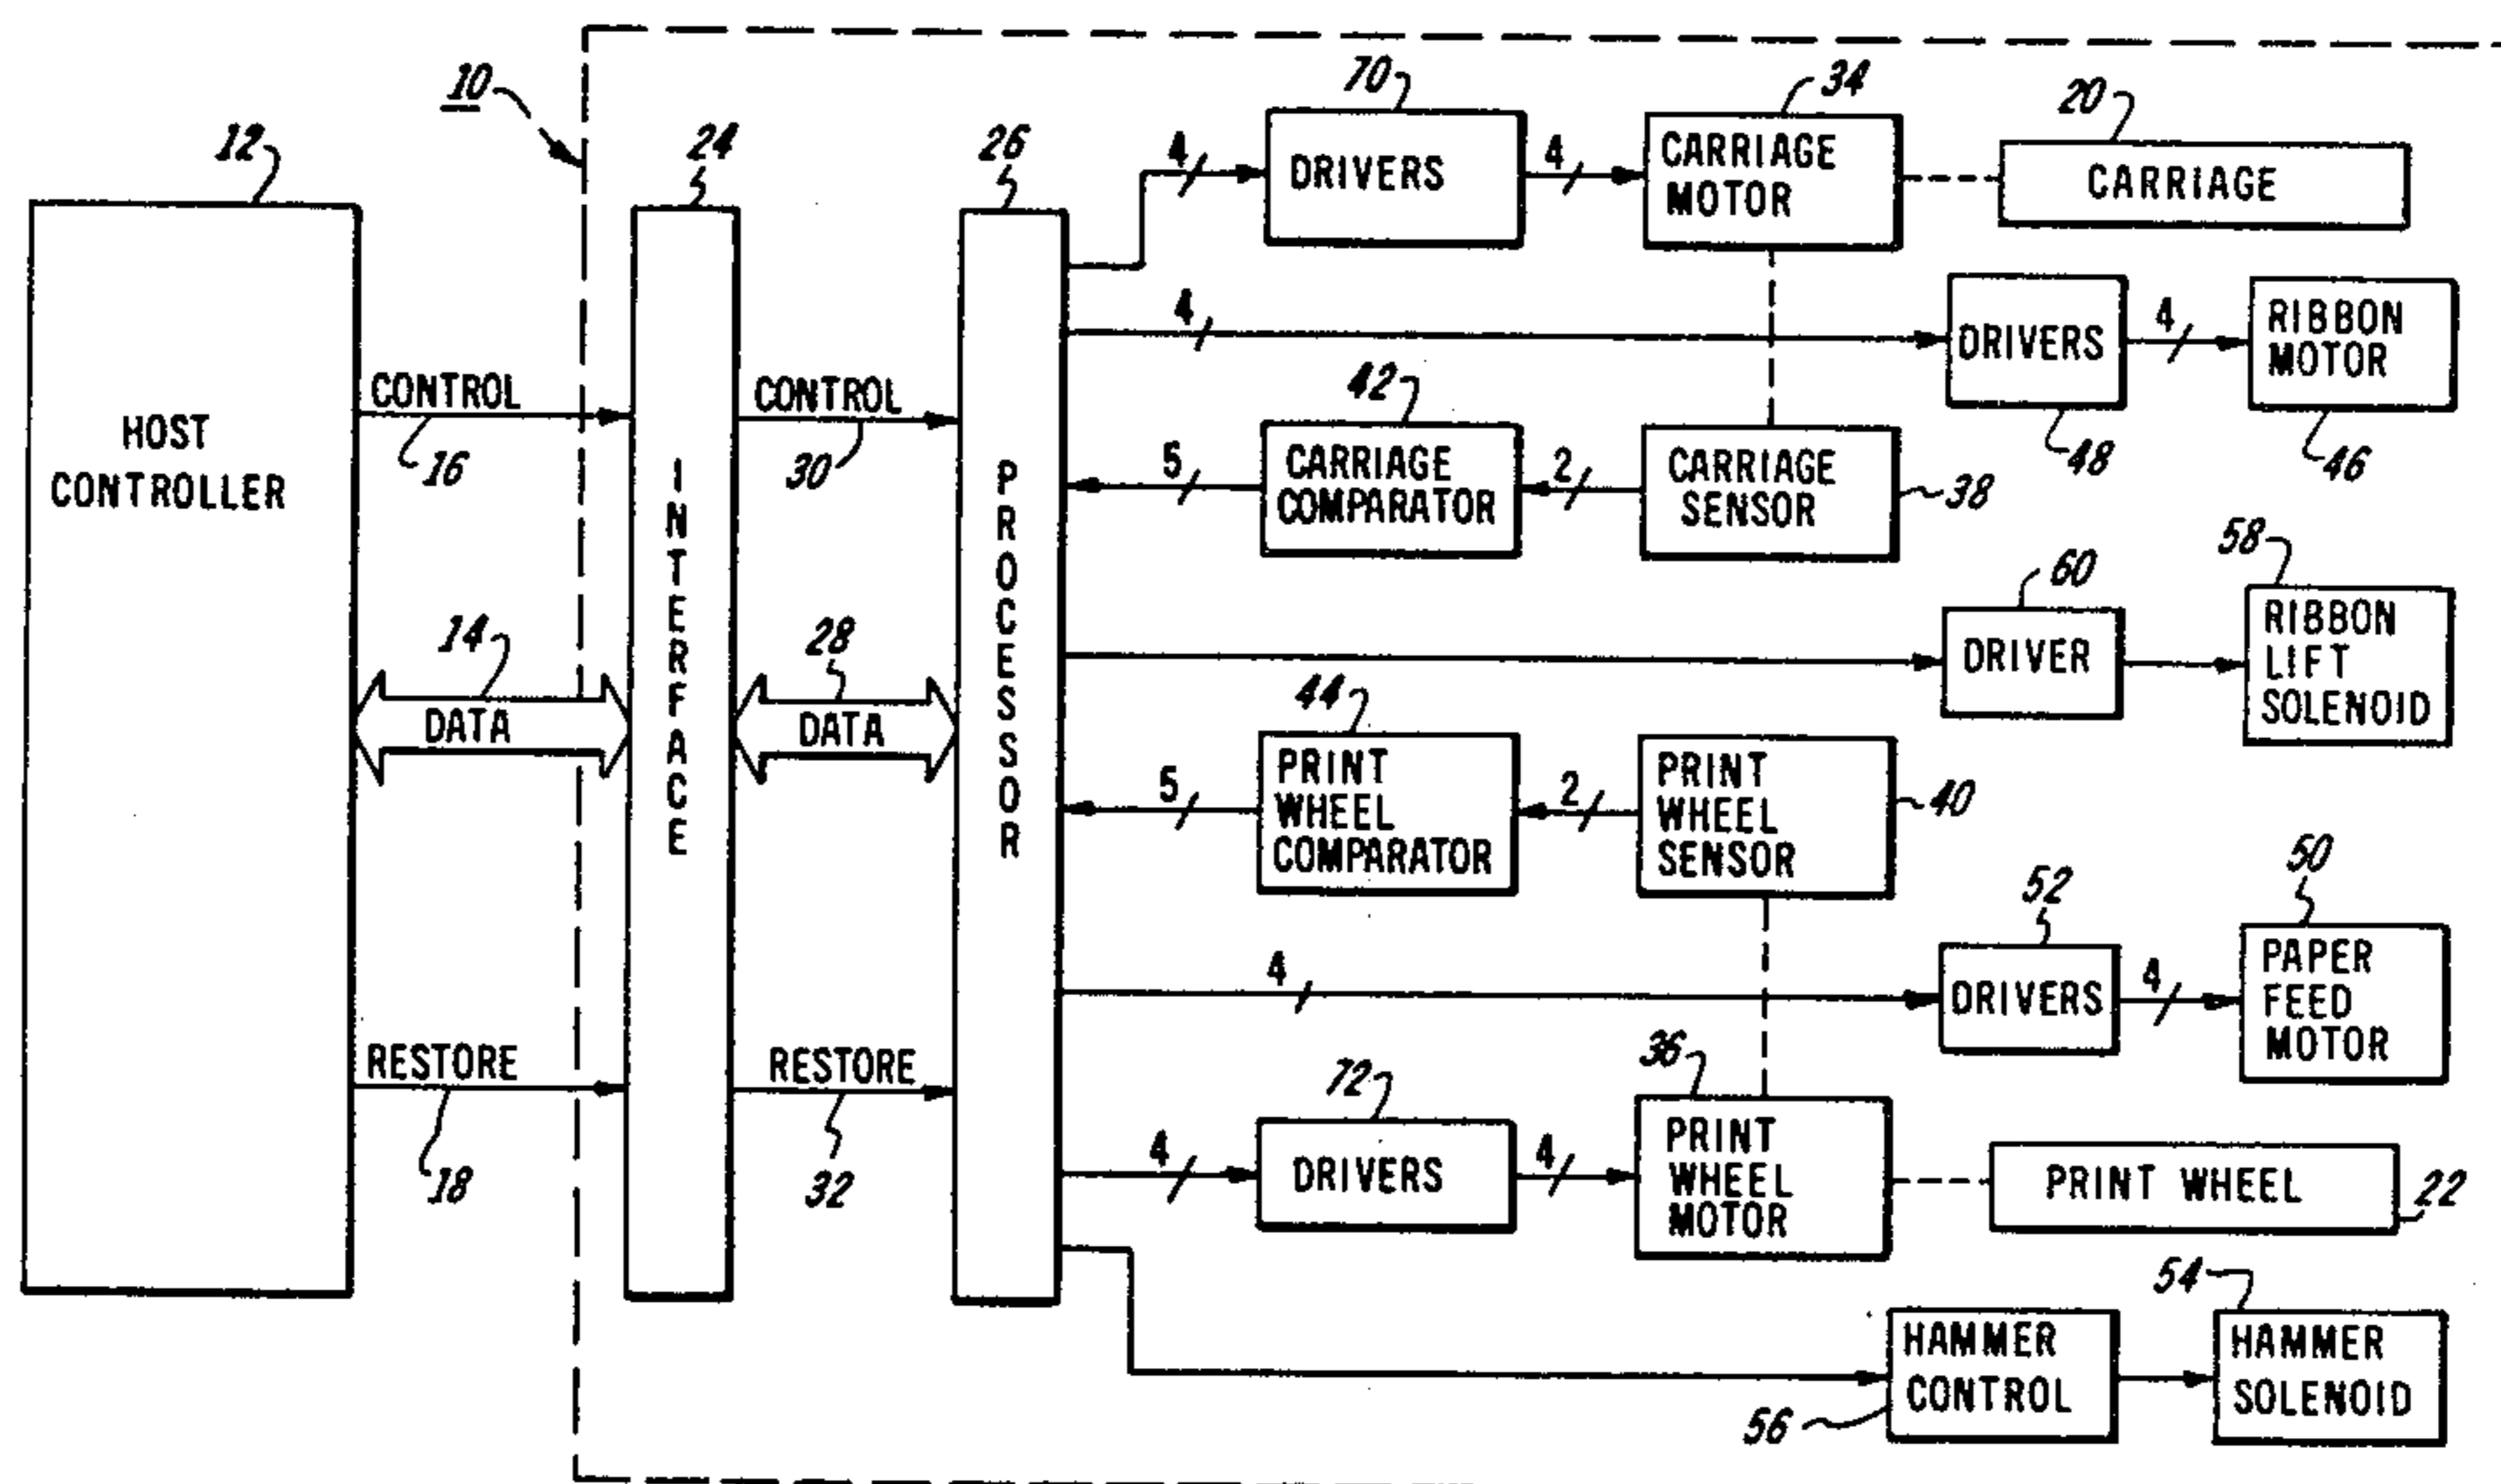 10
12
24
26
70
34
20
4
DRIVERS
4
CARRIAGE
MOTOR
CARRIAGE
4
DRIVERS
4
RIBBON
MOTOR
48
46
HOST
CONTROLLER
CONTROL
16
INTERFACE
CONTROL
30
PROCESSOR
42
5
CARRIAGE
COMPARATOR
2
CARRIAGE
SENSOR
38
58
60
DRIVER
RIBBON
LIFT
SOLENOID
14
DATA
28
DATA
44
5
PRINT
WHEEL
COMPARATOR
2
PRINT
WHEEL
SENSOR
40
50
52
4
DRIVERS
4
PAPER
FEED
MOTOR
RESTORE
18
RESTORE
32
72
36
4
DRIVERS
4
PRINT
WHEEL
MOTOR
PRINT WHEEL
22
54
HAMMER
CONTROL
56
HAMMER
SOLENOID